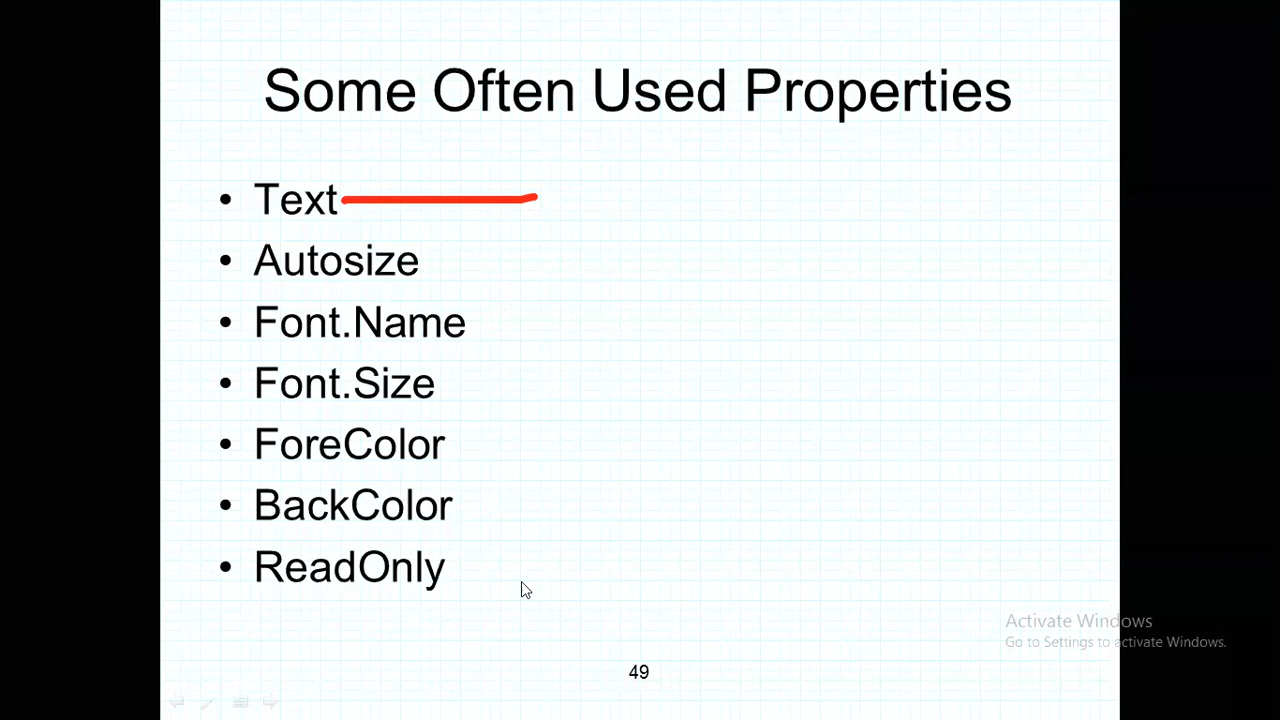 Some Often Used Properties
• Text
• Autosize
• Font.Name
• Font.Size
• ForeColor
• BackColor
• ReadOnly
Activate Windows
Go to Settings to activate Windows.
49